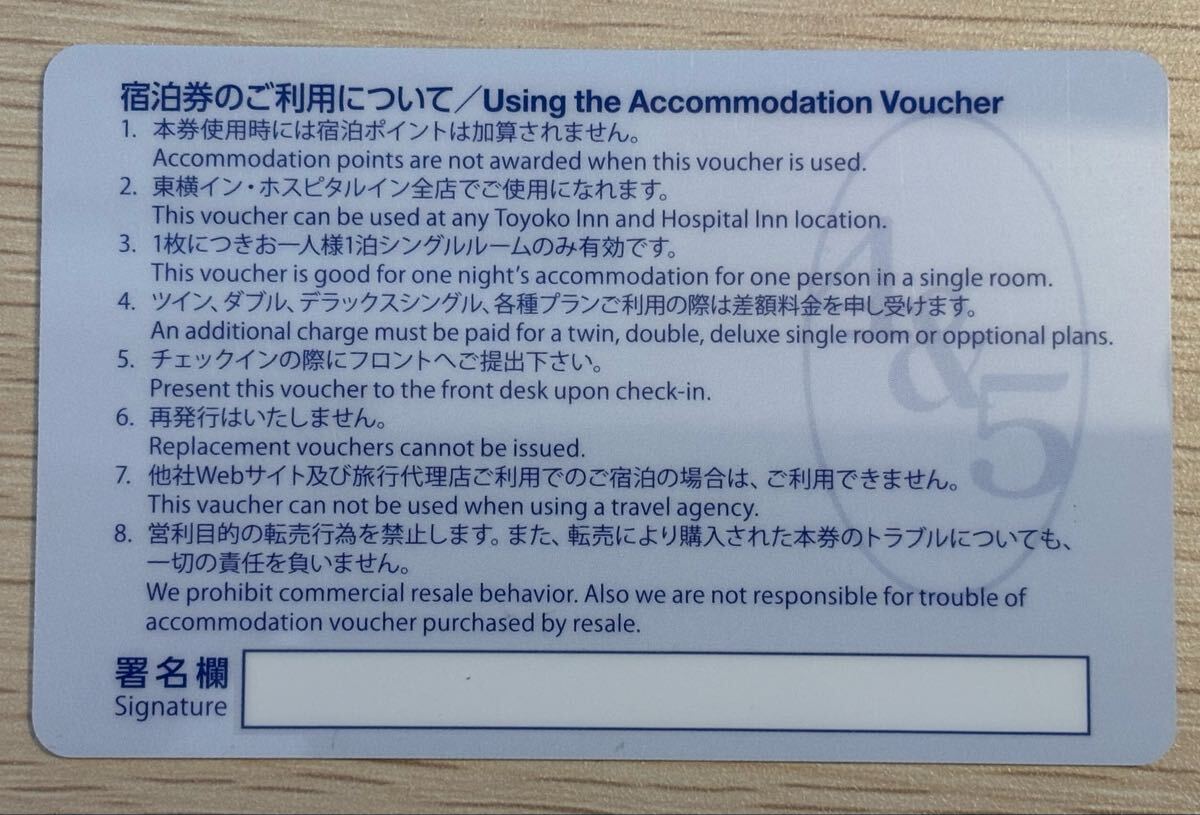 宿泊券のご利用について／Using the Accommodation Voucher
1. 本券使用時には宿泊ポイントは加算されません。
Accommodation points are not awarded when this voucher is used.
2. 東横イン・ホスピタルイン全店でご使用になれます。
This voucher can be used at any Toyoko Inn and Hospital Inn location.
3. 1枚につきお一人様1泊シングルルームのみ有効です。
This voucher is good for one night's accommodation for one person in a single room.
4. ツイン、ダブル、デラックスシングル、各種プランご利用の際は差額料金を申し受けます。
An additional charge must be paid for a twin, double, deluxe single room or opptional plans.
5. チェックインの際にフロントへご提出下さい。
Present this voucher to the front desk upon check-in.
6. 再発行はいたしません。
Replacement vouchers cannot be issued.
7. 他社Webサイト及び旅行代理店ご利用でのご宿泊の場合は、ご利用できません。
This vaucher can not be used when using a travel agency.
8. 営利目的の転売行為を禁止します。また、転売により購入された本券のトラブルについても、
一切の責任を負いません。
We prohibit commercial resale behavior. Also we are not responsible for trouble of
accommodation voucher purchased by resale.
署名欄
Signature
4&5